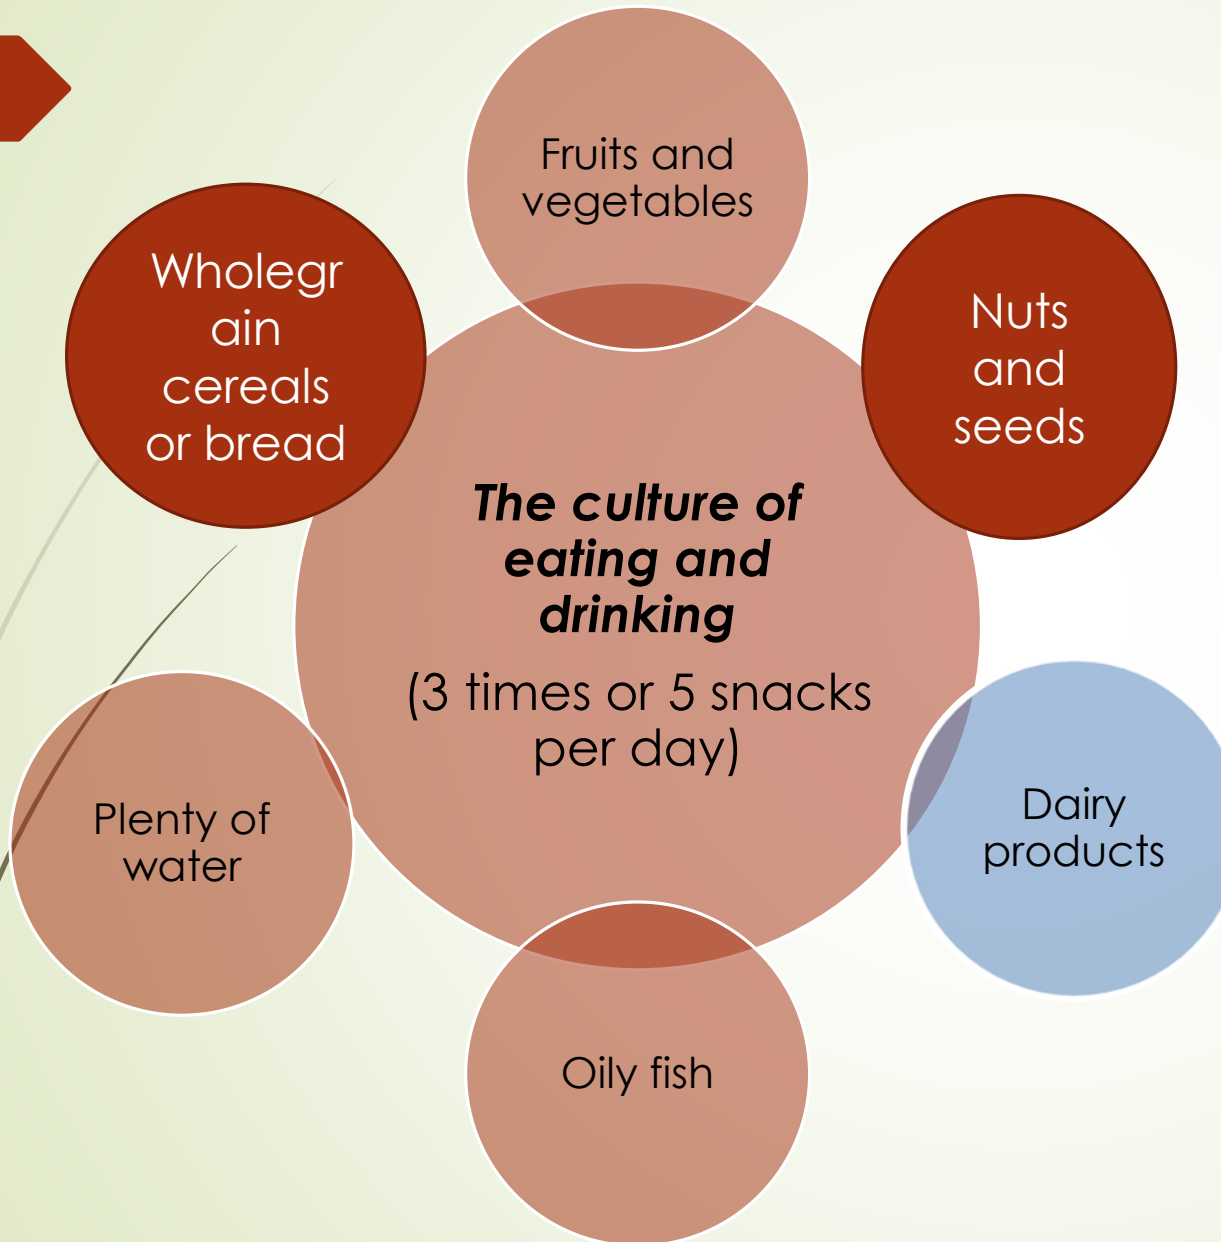 Fruits and
vegetables
Wholegr
ain
cereals
or bread
Nuts
and
seeds
The culture of
eating and
drinking
(3 times or 5 snacks
per day)
Plenty of
water
Dairy
products
Oily fish